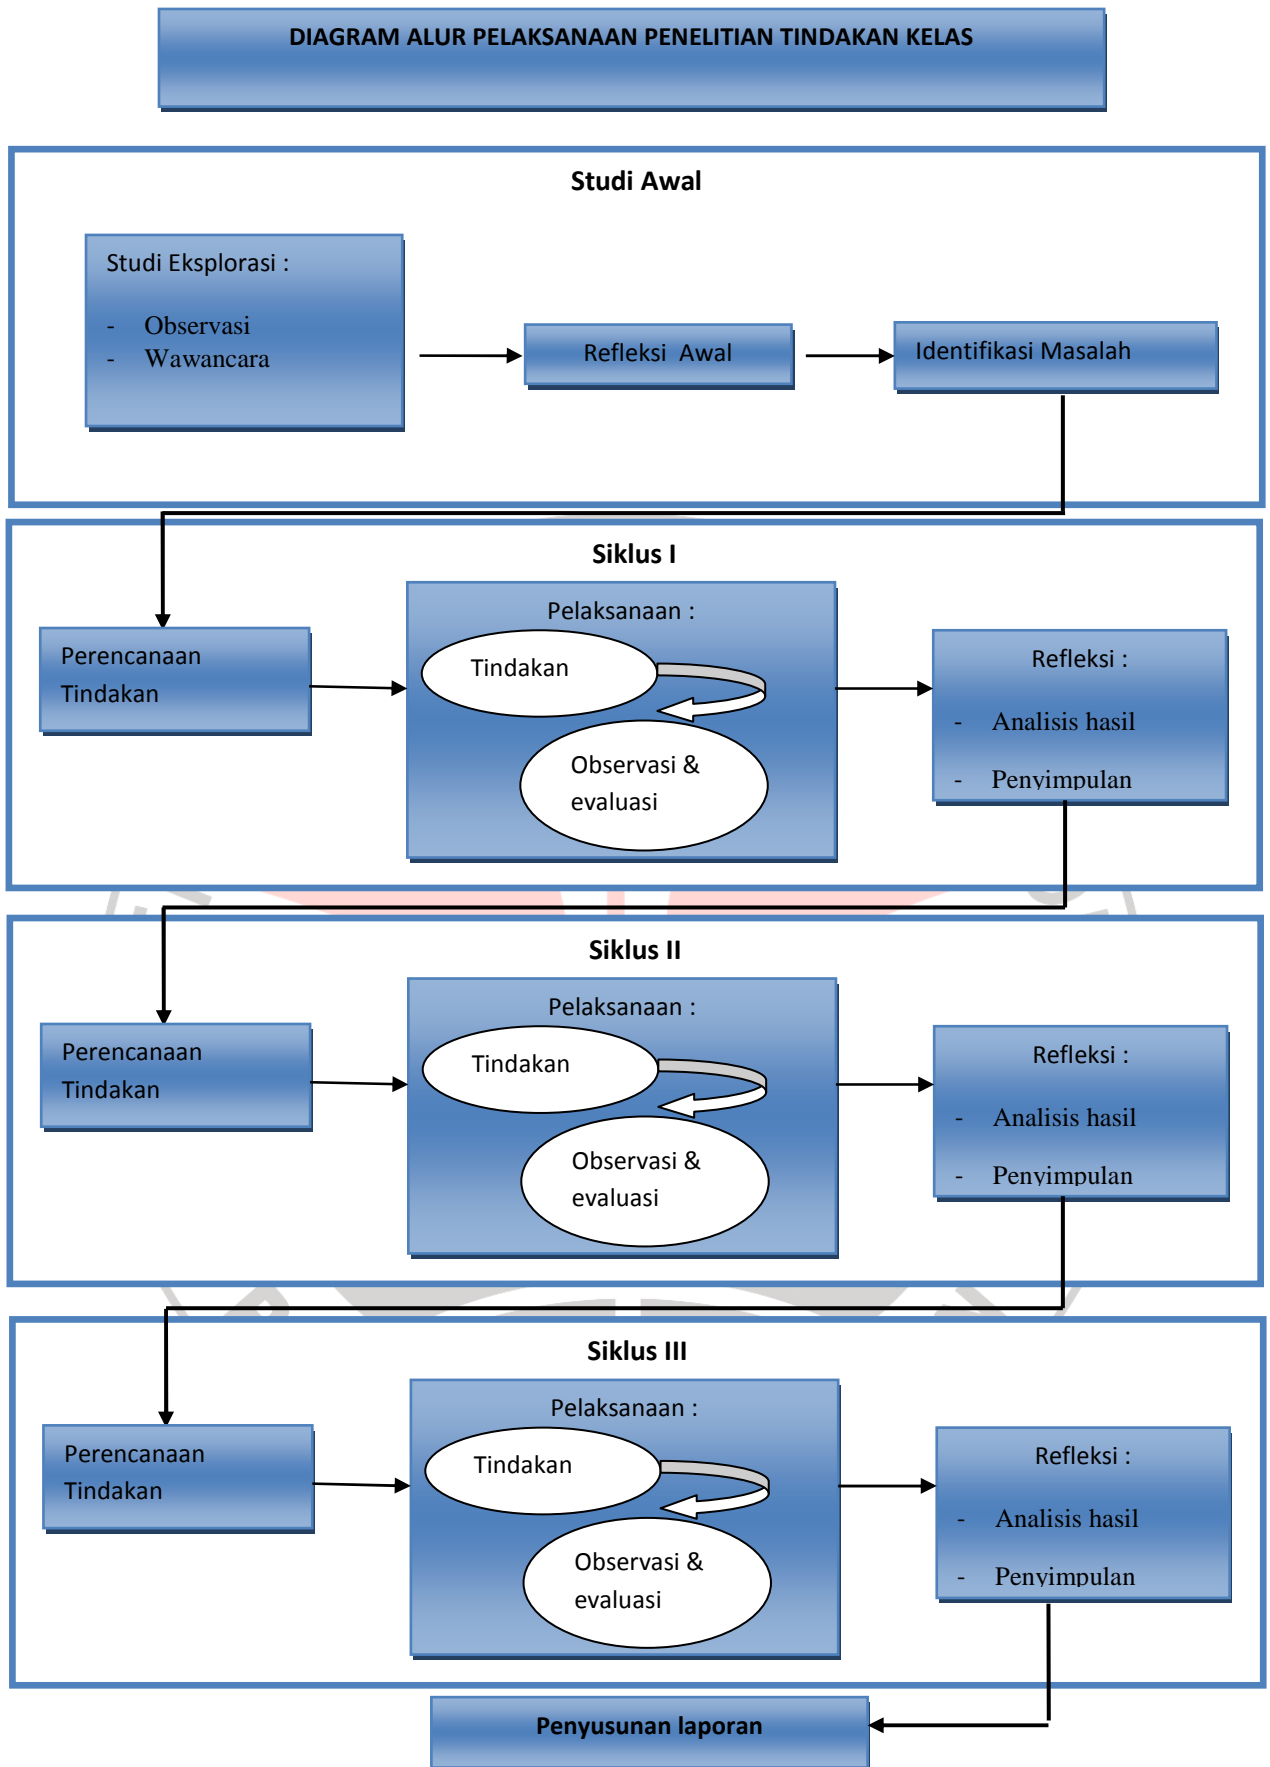 DIAGRAM ALUR PELAKSANAAN PENELITIAN TINDAKAN KELAS
Studi Awal
Studi Eksplorasi :
- Observasi
- Wawancara
Refleksi Awal
Identifikasi Masalah
Siklus I
Perencanaan
Tindakan
Pelaksanaan :
Tindakan
Observasi &
evaluasi
Refleksi :
- Analisis hasil
- Penyimpulan
Siklus II
Perencanaan
Tindakan
Pelaksanaan :
Tindakan
Observasi &
evaluasi
Refleksi :
- Analisis hasil
- Penyimpulan
Siklus III
Perencanaan
Tindakan
Pelaksanaan :
Tindakan
Observasi &
evaluasi
Refleksi :
- Analisis hasil
- Penyimpulan
Penyusunan laporan